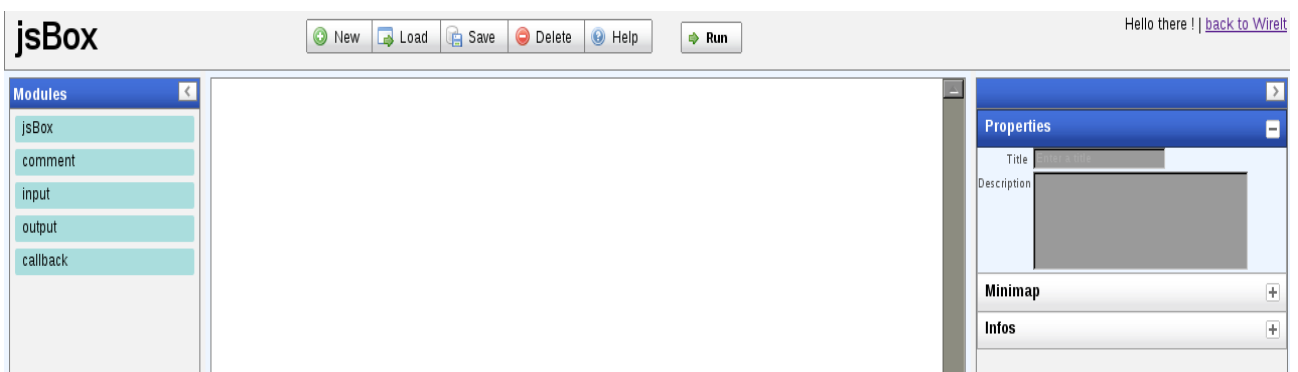 jsBox
New Load Save Delete Help Run
Hello there ! | back to WireIt
Modules
jsBox
comment
input
output
callback
Properties
Title Enter a title
Description
Minimap
Infos